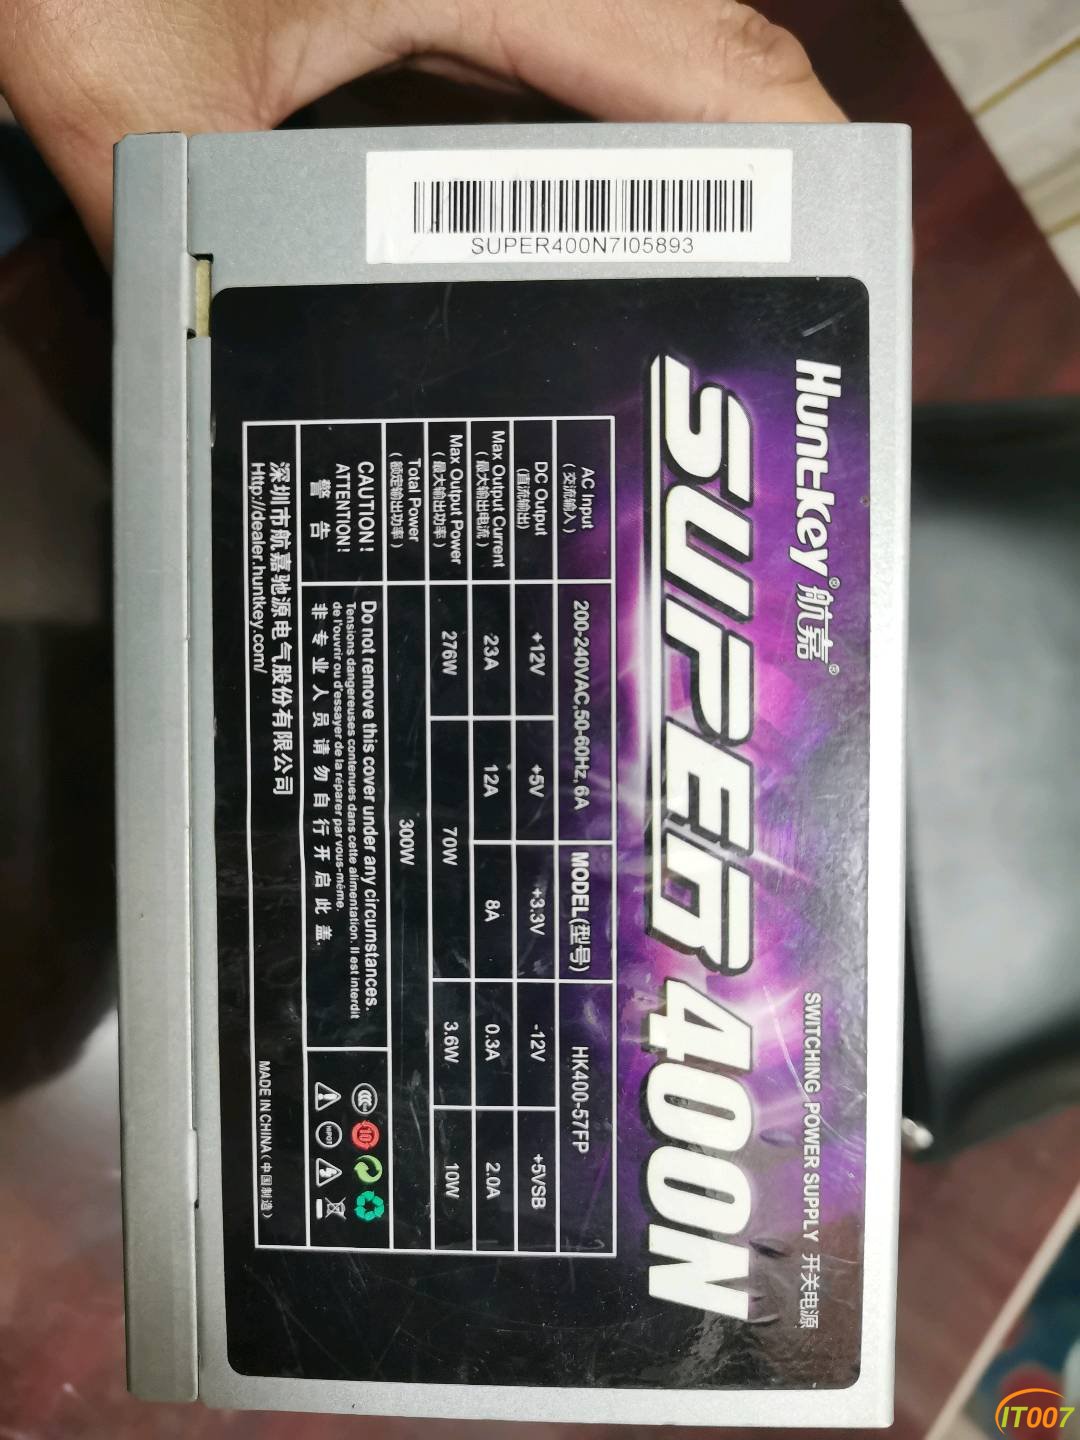 SUPER400N7I05893
Huntkey® 航嘉®
SWITCHING POWER SUPPLY 开关电源
SUPER 400N
AC Input
(交流输入)
200-240VAC,50-60Hz, 6A
MODEL(型号)
HK400-57FP
DC Output
(直流输出)
+12V
+5V
+3.3V
-12V
+5VSB
Max Output Current
(最大输出电流)
23A
12A
8A
0.3A
2.0A
Max Output Power
(最大输出功率)
276W
70W
3.6W
10W
Total Power
(额定输出功率)
300W
CAUTION!
ATTENTION!
警 告
Do not remove this cover under any circumstances.
Tensions dangereuses contenues dans cette alimentation. Il est interdit
de l'ouvrir ou d'essayer de la réparer par vous-même.
非 专 业 人 员 请 勿 自 行 开 启 此 盖.
CCC
10
HIPOT
深圳市航嘉驰源电气股份有限公司
Http://dealer.huntkey.com/
MADE IN CHINA(中国制造)
IT007